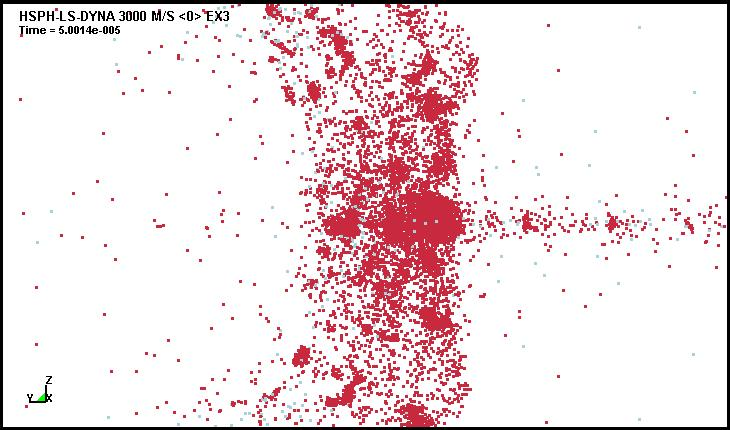 HSPH-LS-DYNA 3000 M/S <0> EX3
Time = 5.0014e-005
Z
Y X